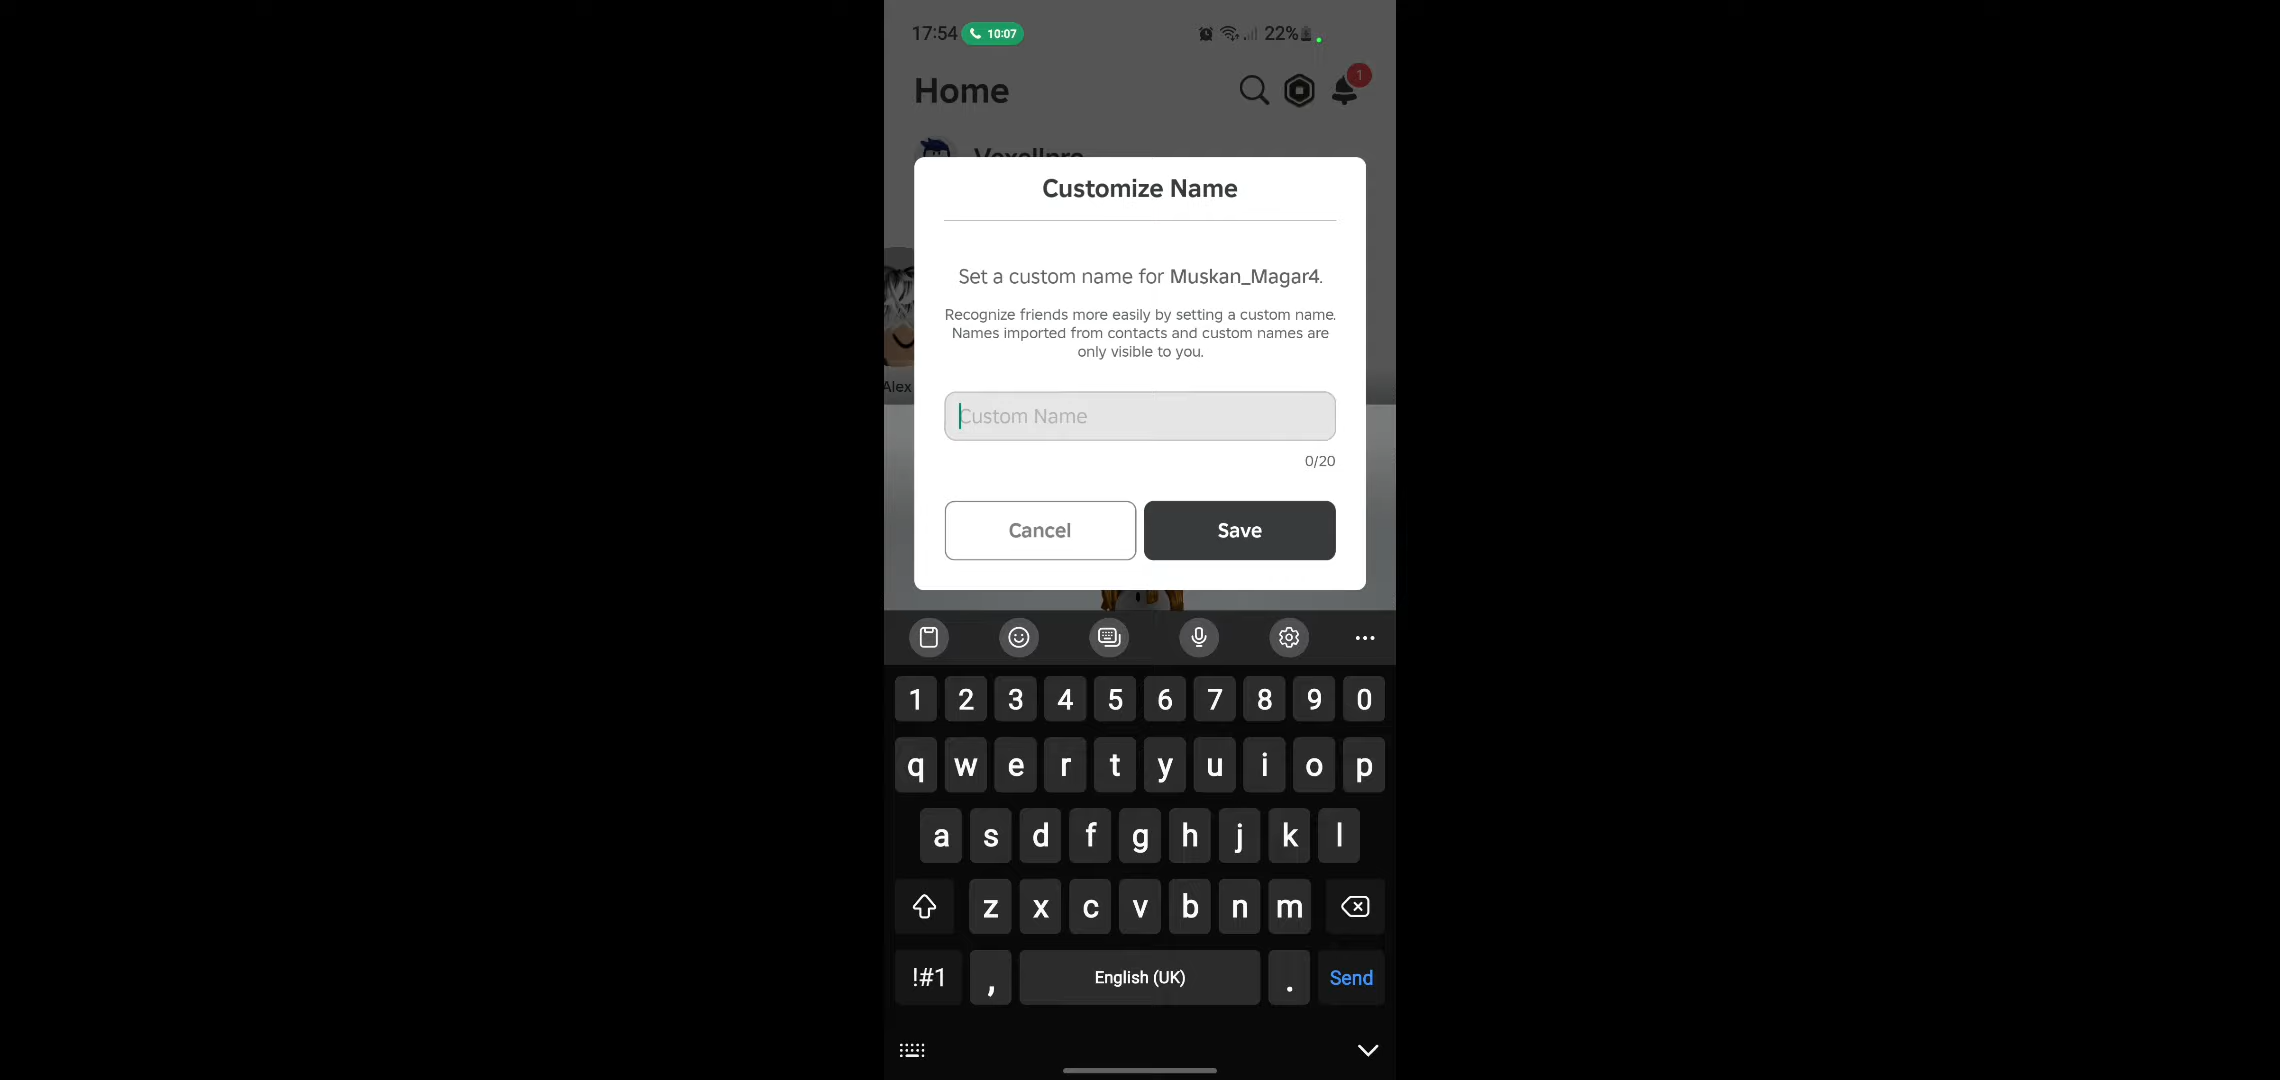 17:54 10:07 22%
Home
1
Voxellpro
Customize Name
Set a custom name for Muskan_Magar4.
Recognize friends more easily by setting a custom name.
Names imported from contacts and custom names are
only visible to you.
Alex
Custom Name
0/20
Cancel Save
1 2 3 4 5 6 7 8 9 0
q w e r t y u i o p
a s d f g h j k l
z x c v b n m
!#1 , English (UK) . Send